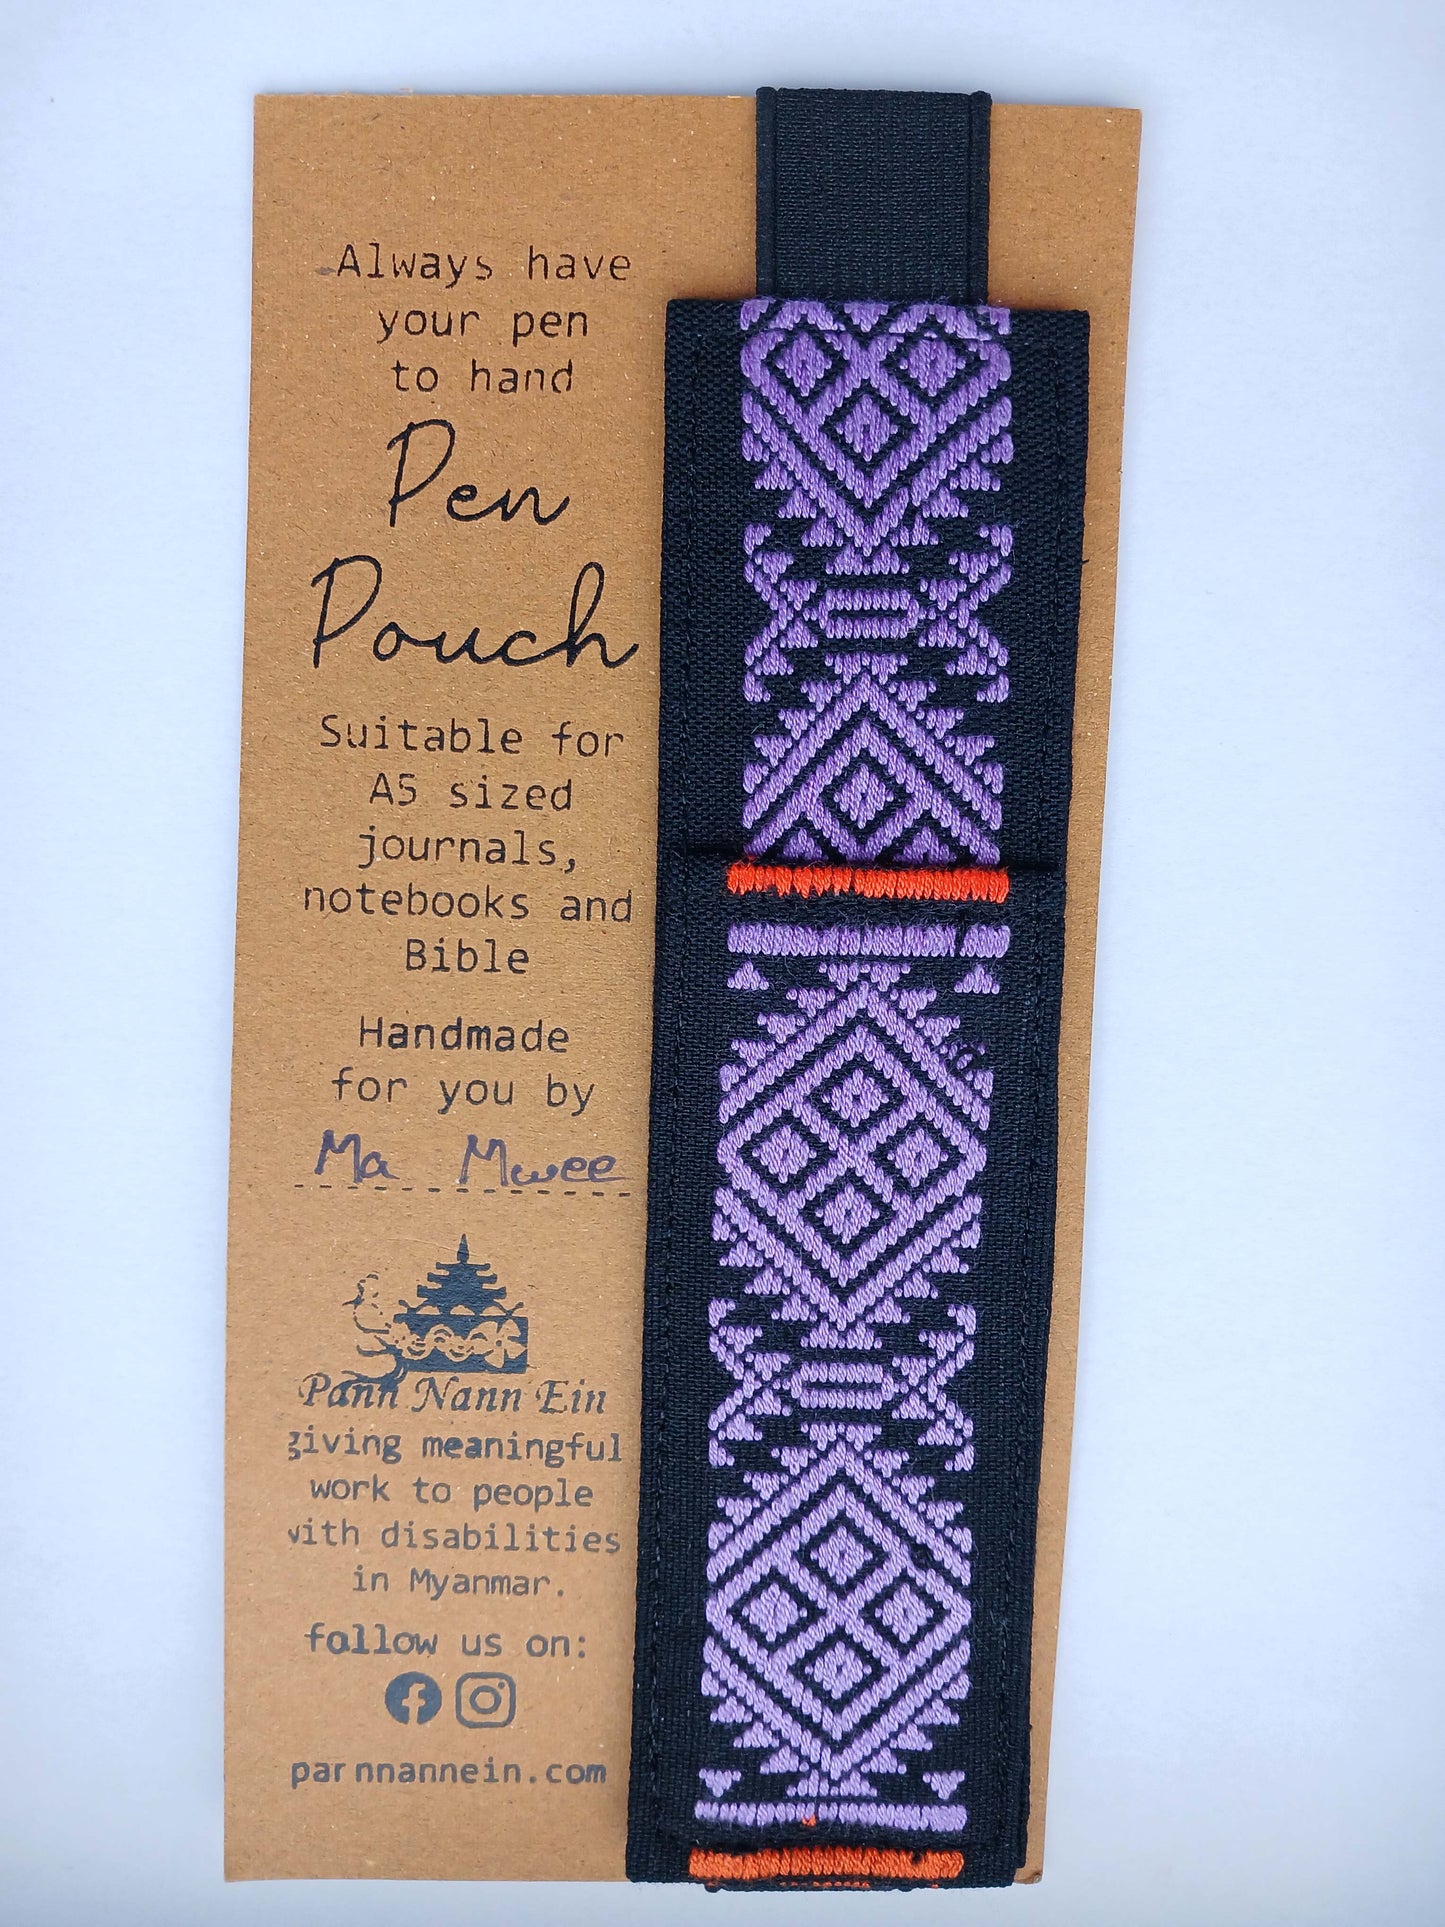 Always have
your pen
to hand
Pen
Pouch
Suitable for
A5 sized
journals,
notebooks and
Bible
Handmade
for you by
Ma Mwee
Pann Nann Ein
giving meaningful
work to people
with disabilities
in Myanmar.
follow us on:
parnnannein.com